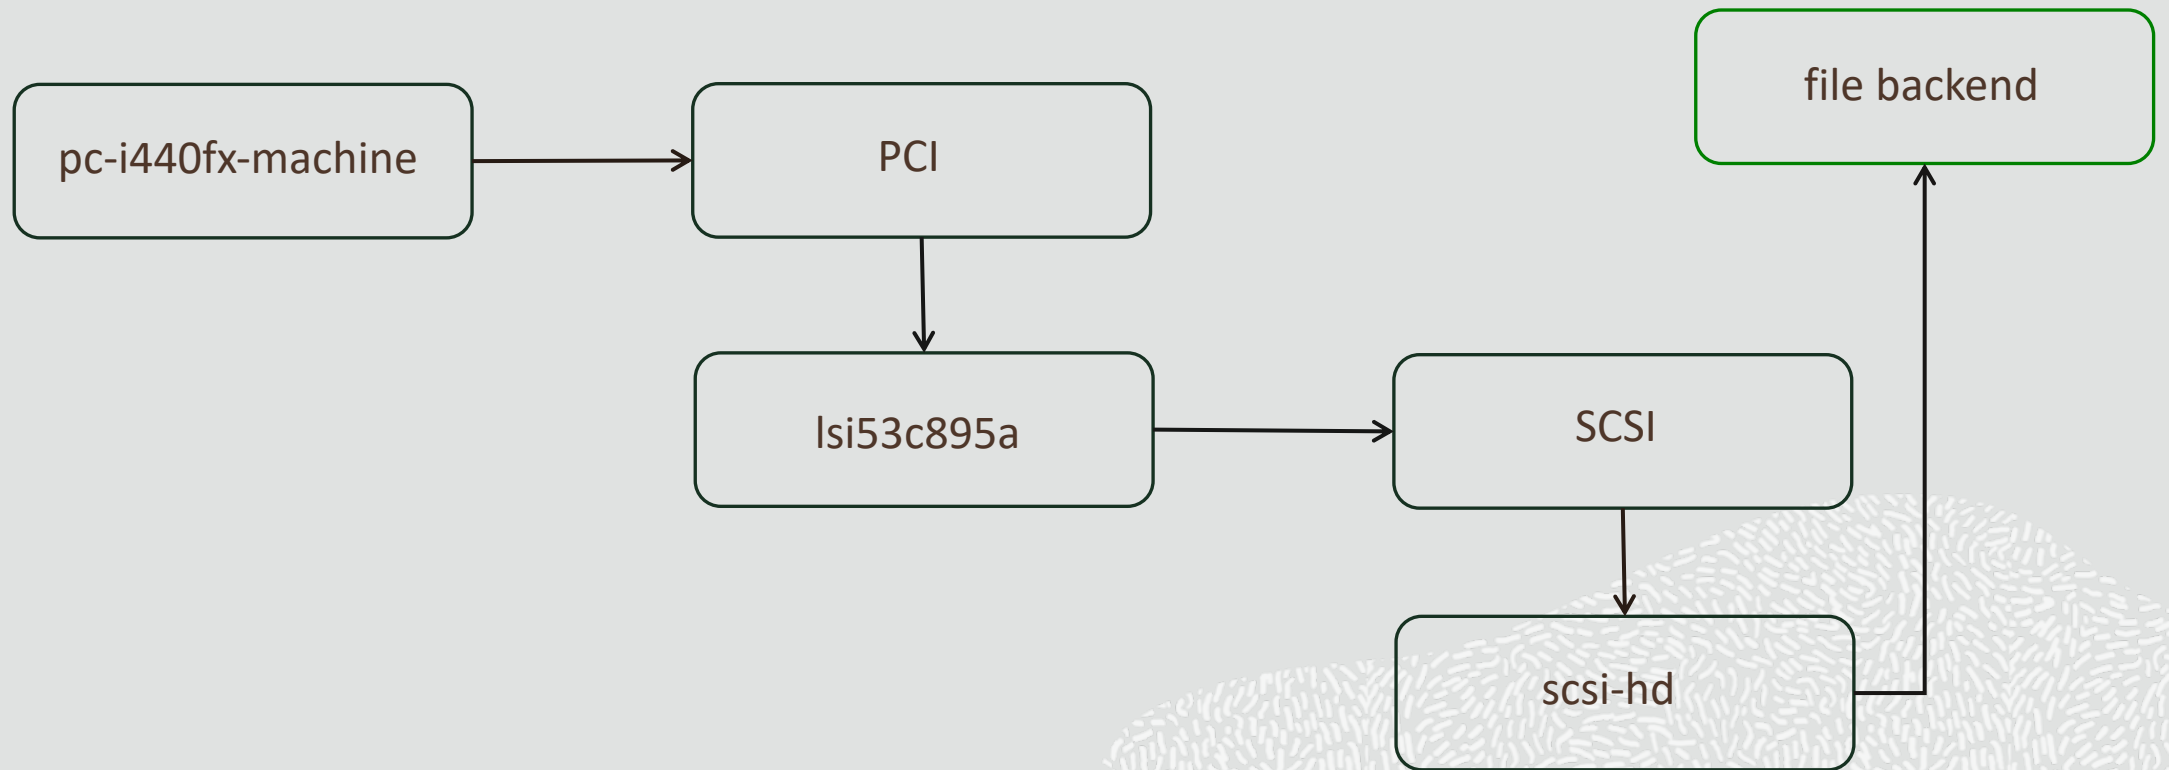 pc-i440fx-machine
PCI
file backend
lsi53c895a
SCSI
scsi-hd